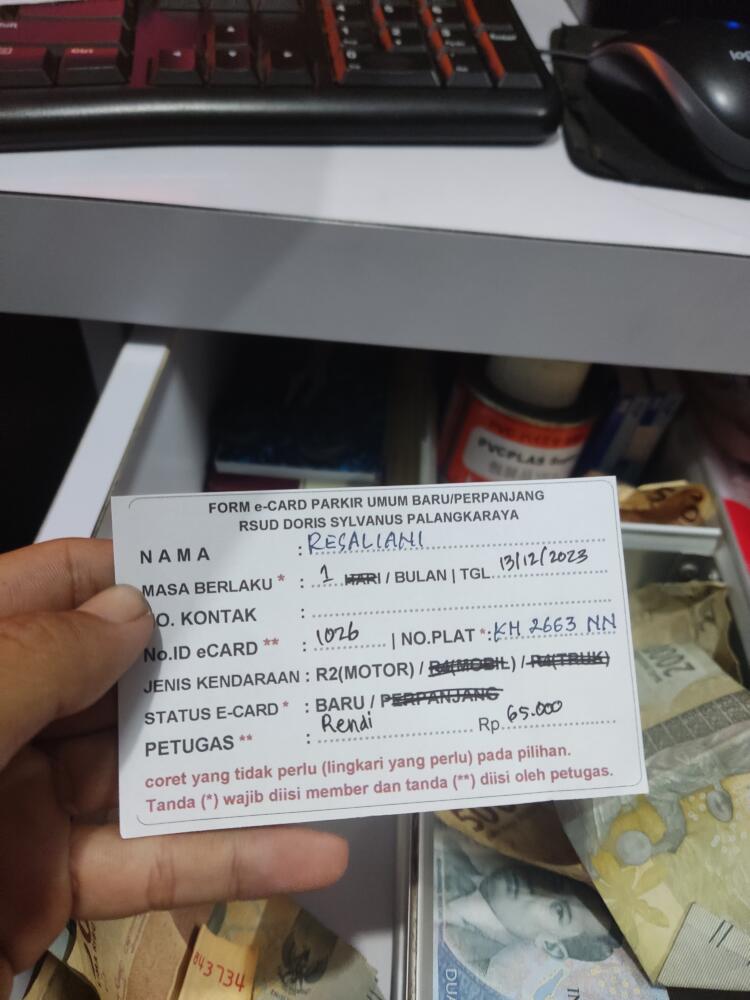 FORM e-CARD PARKIR UMUM BARU/PERPANJANG
RSUD DORIS SYLVANUS PALANGKARAYA
NAMA : RESALIANI
MASA BERLAKU * : 1 HARI / BULAN | TGL. 13/12/2023
NO. KONTAK :
No.ID eCARD ** : 1026 | NO.PLAT *: KH 2663 NN
JENIS KENDARAAN : R2(MOTOR) / R4(MOBIL) / R4(TRUK)
STATUS E-CARD * : BARU / PERPANJANG
PETUGAS ** : Rendi Rp. 65.000
coret yang tidak perlu (lingkari yang perlu) pada pilihan.
Tanda (*) wajib diisi member dan tanda (**) diisi oleh petugas.
PVCPLAS
843734